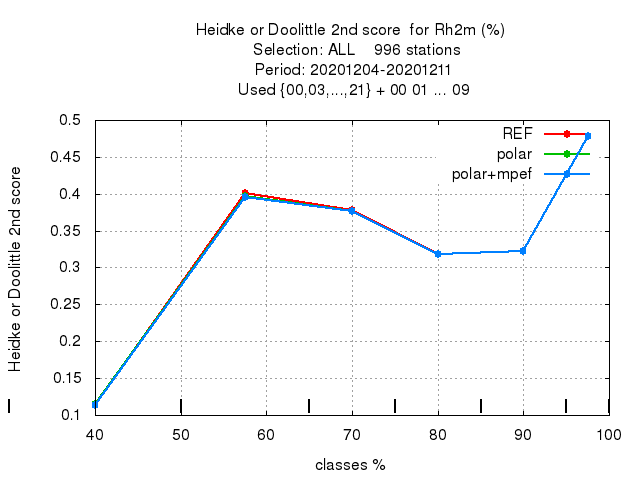 Heidke or Doolittle 2nd score  for Rh2m (%)
Selection: ALL    996 stations
Period: 20201204-20201211
Used {00,03,...,21} + 00 01 ... 09
REF
polar
polar+mpef
Heidke or Doolittle 2nd score
0.5
0.45
0.4
0.35
0.3
0.25
0.2
0.15
0.1
40 50 60 70 80 90 100
classes %